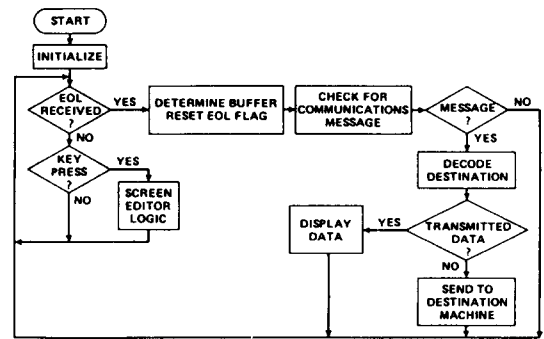 START
INITIALIZE
EOL
RECEIVED
?
YES
DETERMINE BUFFER
RESET EOL FLAG
CHECK FOR
COMMUNICATIONS
MESSAGE
MESSAGE
?
NO
YES
NO
KEY
PRESS
?
YES
NO
SCREEN
EDITOR
LOGIC
DECODE
DESTINATION
TRANSMITTED
DATA
?
YES
DISPLAY
DATA
NO
SEND TO
DESTINATION
MACHINE